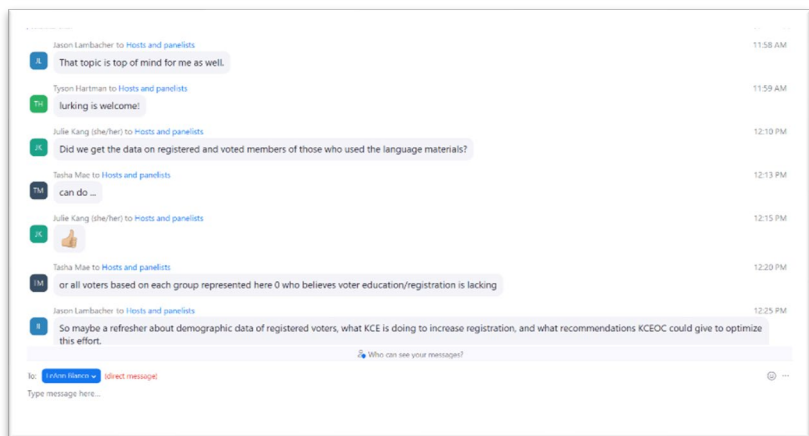 Jason Lambacher to Hosts and panelists 11:58 AM
JL
That topic is top of mind for me as well.
Tyson Hartman to Hosts and panelists 11:59 AM
TH
lurking is welcome!
Julie Kang (she/her) to Hosts and panelists 12:10 PM
JK
Did we get the data on registered and voted members of those who used the language materials?
Tasha Mae to Hosts and panelists 12:13 PM
TM
can do ...
Julie Kang (she/her) to Hosts and panelists 12:15 PM
JK
Tasha Mae to Hosts and panelists 12:20 PM
TM
or all voters based on each group represented here 0 who believes voter education/registration is lacking
Jason Lambacher to Hosts and panelists 12:25 PM
So maybe a refresher about demographic data of registered voters, what KCE is doing to increase registration, and what recommendations KCEOC could give to optimize
this effort.
Who can see your messages?
To: LeAnn Blanco (direct message)
Type message here...